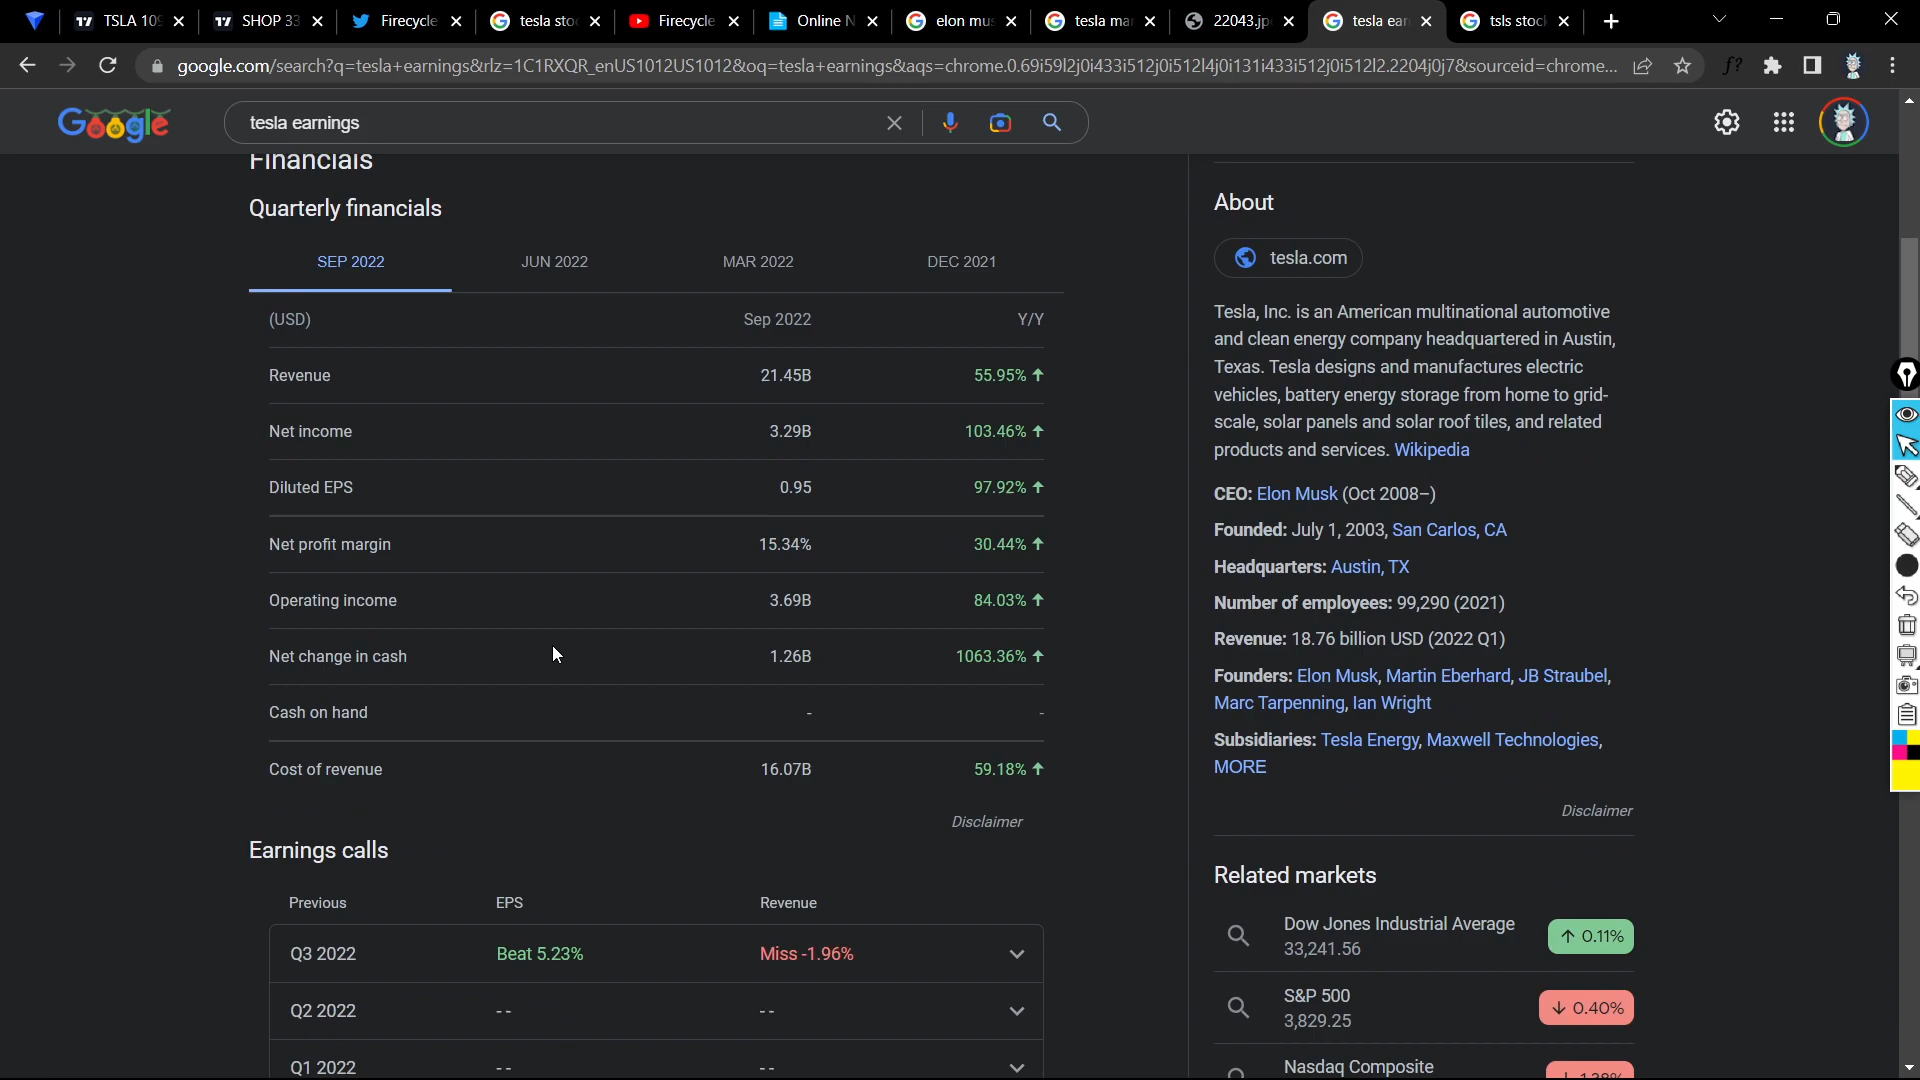 TSLA 109
SHOP 33
Firecycle
tesla sto
Firecycle
Online N
elon mus
tesla mar
22043.jp
tesla ear
tsls stoc
google.com/search?q=tesla+earnings&rlz=1C1RXQR_enUS1012US1012&oq=tesla+earnings&aqs=chrome.0.69i59l2j0i433i512j0i512l4j0i131i433i512j0i512l2.2204j0j7&sourceid=chrome...
Google
tesla earnings
Financials
Quarterly financials
SEP 2022 JUN 2022 MAR 2022 DEC 2021
(USD) Sep 2022 Y/Y
Revenue 21.45B 55.95%
Net income 3.29B 103.46%
Diluted EPS 0.95 97.92%
Net profit margin 15.34% 30.44%
Operating income 3.69B 84.03%
Net change in cash 1.26B 1063.36%
Cash on hand - -
Cost of revenue 16.07B 59.18%
Disclaimer
Earnings calls
Previous EPS Revenue
Q3 2022 Beat 5.23% Miss -1.96%
Q2 2022 -- --
Q1 2022 -- --
About
tesla.com
Tesla, Inc. is an American multinational automotive
and clean energy company headquartered in Austin,
Texas. Tesla designs and manufactures electric
vehicles, battery energy storage from home to grid-
scale, solar panels and solar roof tiles, and related
products and services. Wikipedia
CEO: Elon Musk (Oct 2008–)
Founded: July 1, 2003, San Carlos, CA
Headquarters: Austin, TX
Number of employees: 99,290 (2021)
Revenue: 18.76 billion USD (2022 Q1)
Founders: Elon Musk, Martin Eberhard, JB Straubel,
Marc Tarpenning, Ian Wright
Subsidiaries: Tesla Energy, Maxwell Technologies,
MORE
Disclaimer
Related markets
Dow Jones Industrial Average
33,241.56
0.11%
S&P 500
3,829.25
0.40%
Nasdaq Composite
1.38%